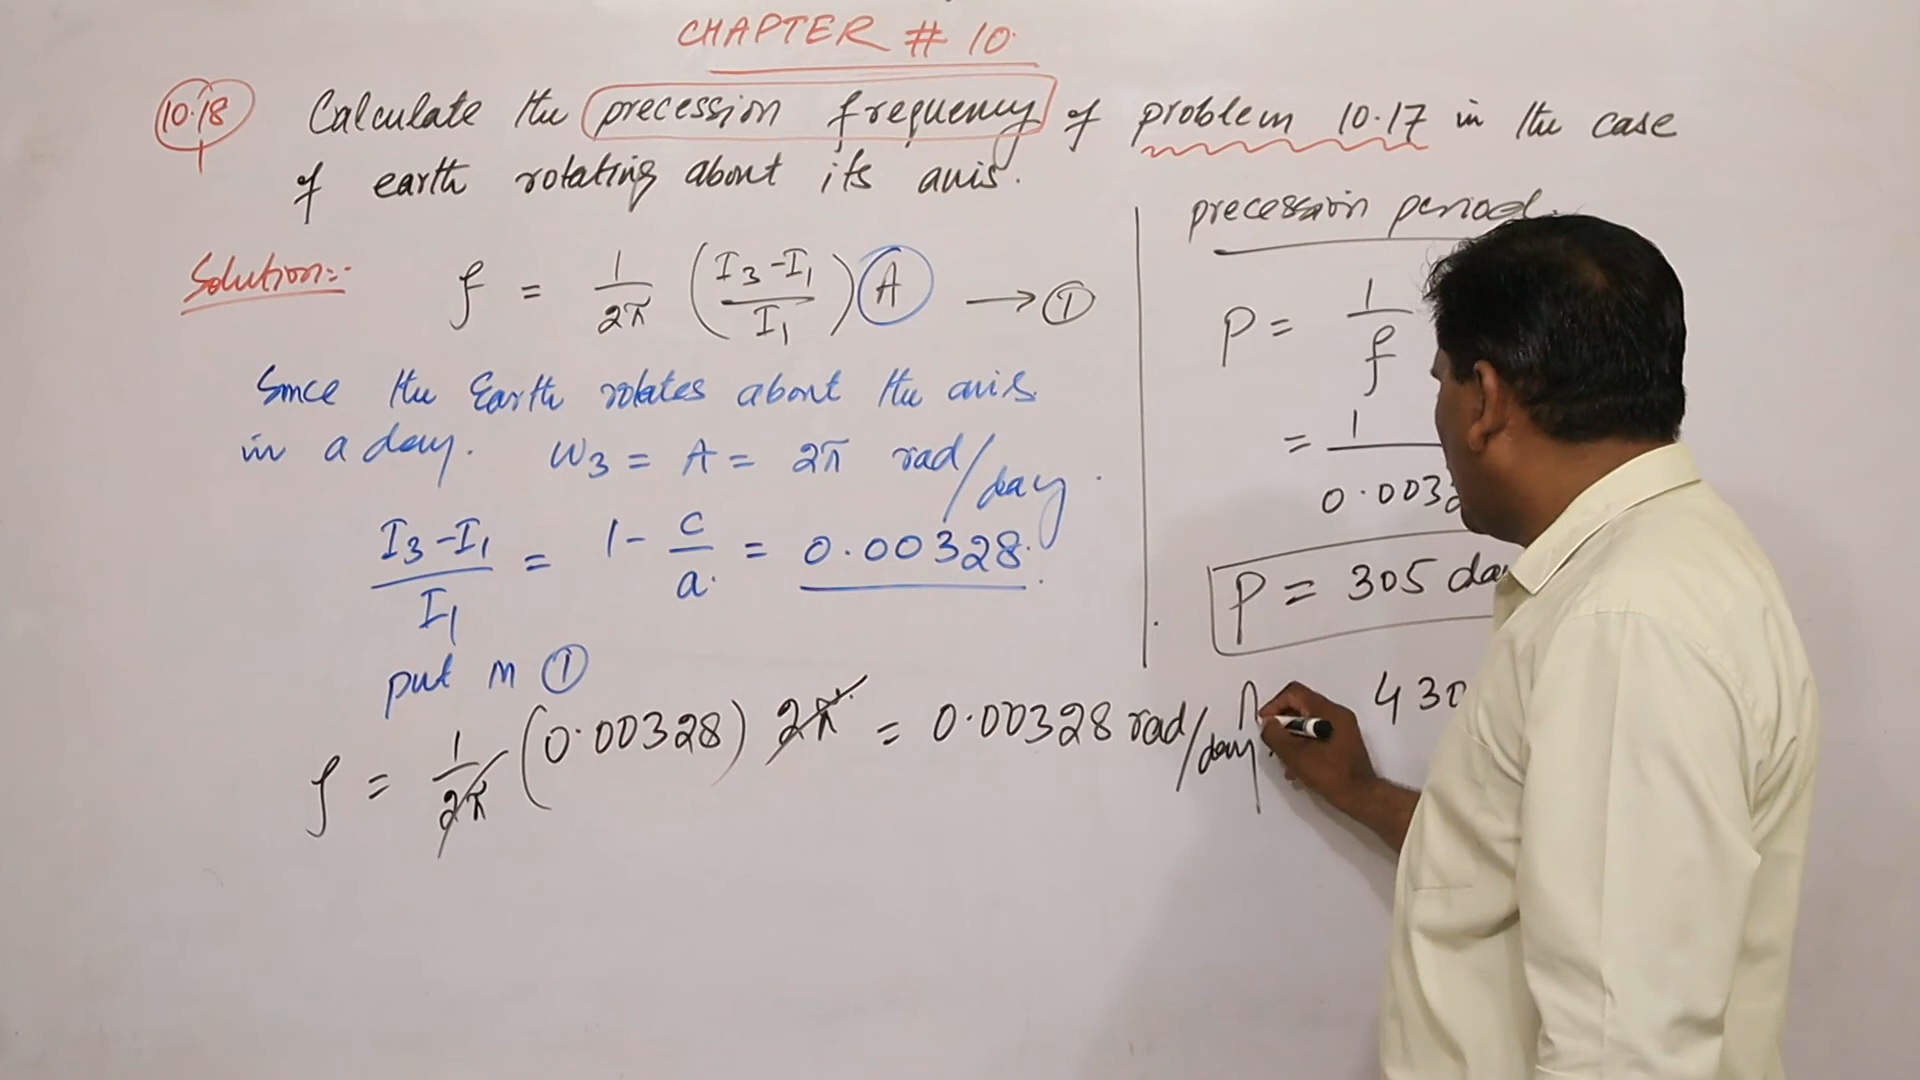 CHAPTER # 10.
10.18 Calculate the precession frequency of problem 10.17 in the case
of earth rotating about its axis.
Solution:-
f = 1/2π (I₃-I₁/I₁) A → ①
Since the Earth rotates about the axis
in a day. ω₃ = A = 2π rad/day.
I₃-I₁/I₁ = 1 - c/a = 0.00328.
put in ①
f = 1/2π (0.00328) 2π = 0.00328 rad/day.
precession period.
P = 1/f
= 1/0.0032
P = 305 da
430